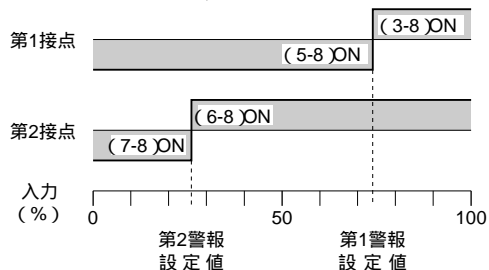 (3-8)ON
第1接点
(5-8)ON
(6-8)ON
第2接点
(7-8)ON
入力
(%)
0
50
100
第2警報
設定値
第1警報
設定値